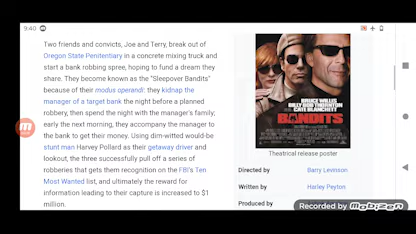 9:40
Two friends and convicts, Joe and Terry, break out of
Oregon State Penitentiary in a concrete mixing truck and
start a bank robbing spree, hoping to fund a dream they
share. They become known as the "Sleepover Bandits"
because of their modus operandi: they kidnap
the manager of a target bank the night before a planned
robbery, then spend the night with the manager's family;
early the next morning, they accompany the manager to
the bank to get their money. Using dim-witted would-be
stunt man Harvey Pollard as their getaway driver and
lookout, the three successfully pull off a series of
robberies that gets them recognition on the FBI's Ten
Most Wanted list, and ultimately the reward for
information leading to their capture is increased to $1
million.
BRUCE WILLIS
BILLY BOB THORNTON
CATE BLANCHETT
BANDITS
Theatrical release poster
Directed by Barry Levinson
Written by Harley Peyton
Produced by
Recorded by Mobizen